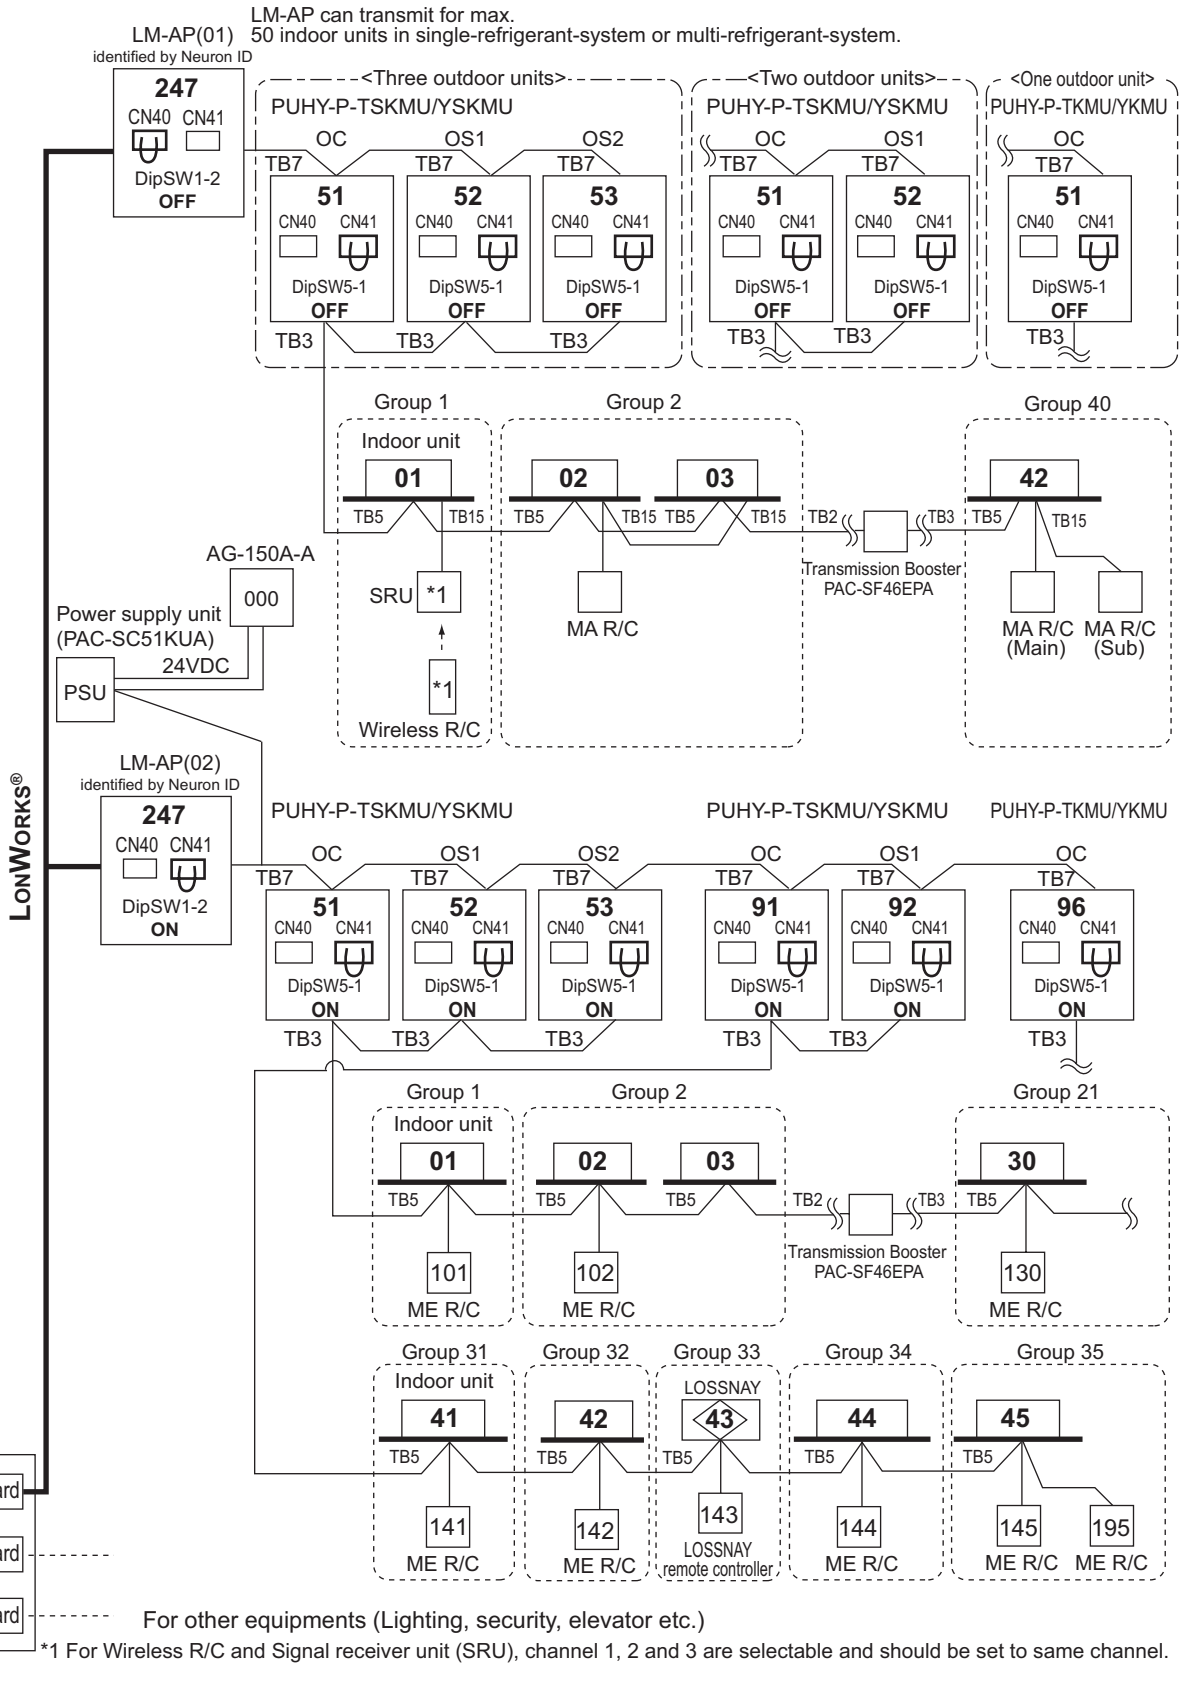 LM-AP can transmit for max.
LM-AP(01) 50 indoor units in single-refrigerant-system or multi-refrigerant-system.
identified by Neuron ID
247
CN40 CN41
DipSW1-2
OFF
<Three outdoor units> <Two outdoor units> <One outdoor unit>
PUHY-P-TSKMU/YSKMU PUHY-P-TSKMU/YSKMU PUHY-P-TKMU/YKMU
OC OS1 OS2 OC OS1 OC
TB7 TB7 TB7 TB7 TB7 TB7
51 52 53 51 52 51
CN40 CN41 CN40 CN41 CN40 CN41 CN40 CN41 CN40 CN41 CN40 CN41
DipSW5-1 DipSW5-1 DipSW5-1 DipSW5-1 DipSW5-1 DipSW5-1
OFF OFF OFF OFF OFF OFF
TB3 TB3 TB3 TB3 TB3 TB3
Group 1 Group 2 Group 40
Indoor unit
01 02 03 42
TB5 TB15 TB5 TB15 TB5 TB15 TB2 TB3 TB5 TB15
Transmission Booster
PAC-SF46EPA
SRU *1
MA R/C MA R/C MA R/C
(Main) (Sub)
*1
Wireless R/C
AG-150A-A
000
Power supply unit
(PAC-SC51KUA)
24VDC
PSU
LONWORKS®
LM-AP(02)
identified by Neuron ID
247
CN40 CN41
DipSW1-2
ON
PUHY-P-TSKMU/YSKMU PUHY-P-TSKMU/YSKMU PUHY-P-TKMU/YKMU
OC OS1 OS2 OC OS1 OC
TB7 TB7 TB7 TB7 TB7 TB7
51 52 53 91 92 96
CN40 CN41 CN40 CN41 CN40 CN41 CN40 CN41 CN40 CN41 CN40 CN41
DipSW5-1 DipSW5-1 DipSW5-1 DipSW5-1 DipSW5-1 DipSW5-1
ON ON ON ON ON ON
TB3 TB3 TB3 TB3 TB3 TB3
Group 1 Group 2 Group 21
Indoor unit
01 02 03 30
TB5 TB5 TB5 TB2 TB3 TB5
Transmission Booster
PAC-SF46EPA
101 102 130
ME R/C ME R/C ME R/C
Group 31 Group 32 Group 33 Group 34 Group 35
Indoor unit LOSSNAY
41 42 43 44 45
TB5 TB5 TB5 TB5 TB5
141 142 143 144 145 195
ME R/C ME R/C LOSSNAY remote controller ME R/C ME R/C ME R/C
ard
ard
ard
For other equipments (Lighting, security, elevator etc.)
*1 For Wireless R/C and Signal receiver unit (SRU), channel 1, 2 and 3 are selectable and should be set to same channel.